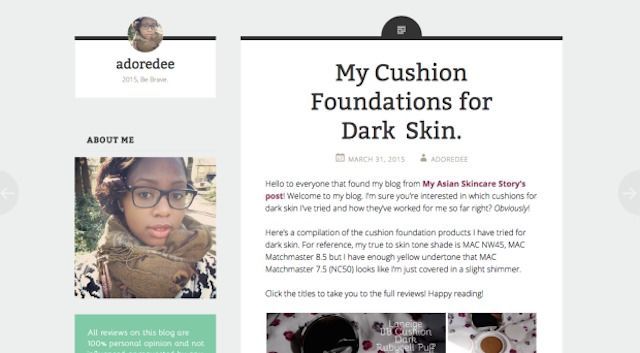 adoredee
2015, Be Brave.
ABOUT ME
All reviews on this blog are
100% personal opinion and not
My Cushion
Foundations for
Dark Skin.
MARCH 31, 2015 ADOREDEE
Hello to everyone that found my blog from My Asian Skincare Story's
post! Welcome to my blog. I'm sure you're interested in which cushions for
dark skin I've tried and how they've worked for me so far right? Obviously!
Here's a compilation of the cushion foundation products I have tried for
dark skin. For reference, my true to skin tone shade is MAC NW45, MAC
Matchmaster 8.5 but I have enough yellow undertone that MAC
Matchmaster 7.5 (NC50) looks like I'm just covered in a slight shimmer.
Click the titles to take you to the full reviews! Happy reading!
Laneige
BB Cushion
Dark
Rubycell Puff